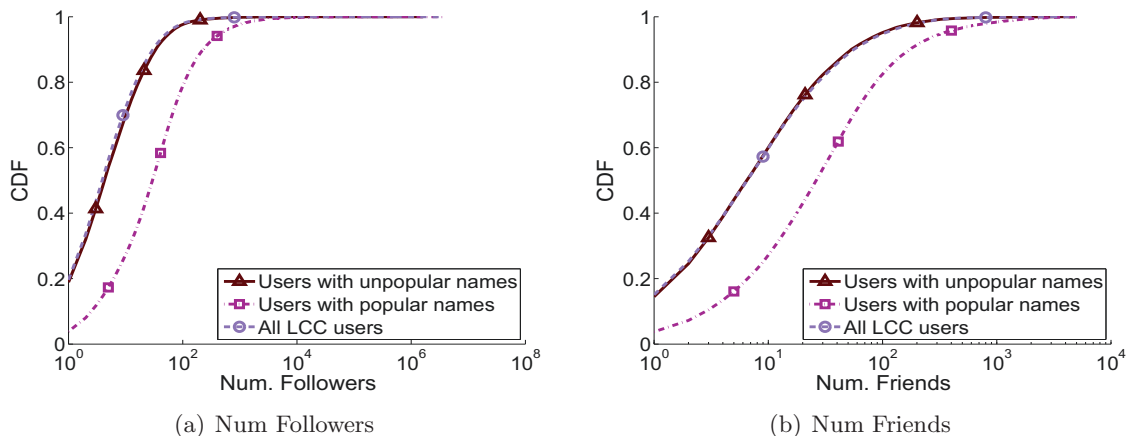 1
0.8
0.6
0.4
0.2
0
CDF
10^0
10^2
10^4
10^6
10^8
Num. Followers
Users with unpopular names
Users with popular names
All LCC users
(a) Num Followers
1
0.8
0.6
0.4
0.2
0
CDF
10^0
10^1
10^2
10^3
10^4
Num. Friends
Users with unpopular names
Users with popular names
All LCC users
(b) Num Friends